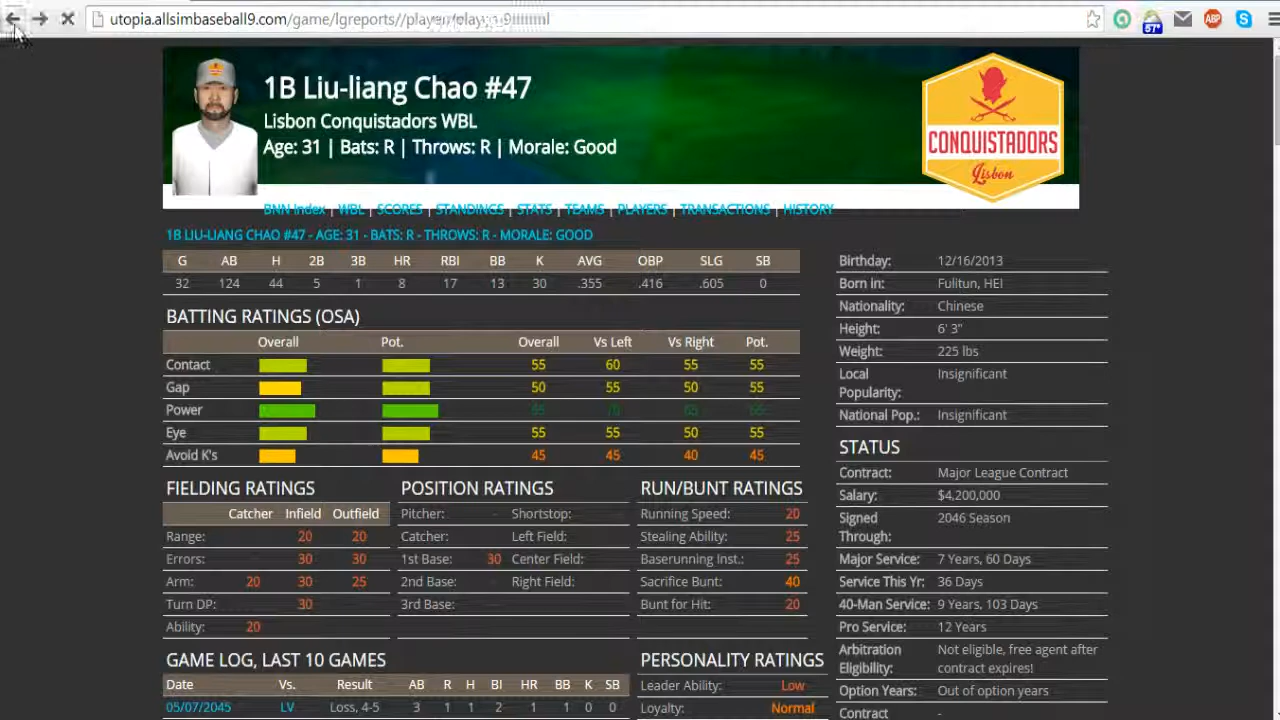 utopia.allsimbaseball9.com/game/lgreports//player/
57°
ABP
1B Liu-liang Chao #47
Lisbon Conquistadors WBL
Age: 31 | Bats: R | Throws: R | Morale: Good
CONQUISTADORS
Lisbon
BNN Index | WBL | SCORES | STANDINGS | STATS | TEAMS | PLAYERS | TRANSACTIONS | HISTORY
1B LIU-LIANG CHAO #47 - AGE: 31 - BATS: R - THROWS: R - MORALE: GOOD
G AB H 2B 3B HR RBI BB K AVG OBP SLG SB
32 124 44 5 1 8 17 13 30 .355 .416 .605 0
BATTING RATINGS (OSA)
Overall Pot. Overall Vs Left Vs Right Pot.
Contact 55 60 55 55
Gap 50 55 50 55
Power 65 70 65 65
Eye 55 55 50 55
Avoid K's 45 45 40 45
FIELDING RATINGS
Catcher Infield Outfield
Range: 20 20
Errors: 30 30
Arm: 20 30 25
Turn DP: 30
Ability: 20
POSITION RATINGS
Pitcher: - Shortstop:
Catcher: Left Field:
1st Base: 30 Center Field:
2nd Base: Right Field:
3rd Base:
RUN/BUNT RATINGS
Running Speed: 20
Stealing Ability: 25
Baserunning Inst.: 25
Sacrifice Bunt: 40
Bunt for Hit: 20
GAME LOG, LAST 10 GAMES
Date Vs. Result AB R H BI HR BB K SB
05/07/2045 LV Loss, 4-5 3 1 1 2 1 1 0 0
PERSONALITY RATINGS
Leader Ability: Low
Loyalty: Normal
Birthday: 12/16/2013
Born in: Fulitun, HEI
Nationality: Chinese
Height: 6' 3"
Weight: 225 lbs
Local Popularity: Insignificant
National Pop.: Insignificant
STATUS
Contract: Major League Contract
Salary: $4,200,000
Signed Through: 2046 Season
Major Service: 7 Years, 60 Days
Service This Yr: 36 Days
40-Man Service: 9 Years, 103 Days
Pro Service: 12 Years
Arbitration Eligibility: Not eligible, free agent after contract expires!
Option Years: Out of option years
Contract -